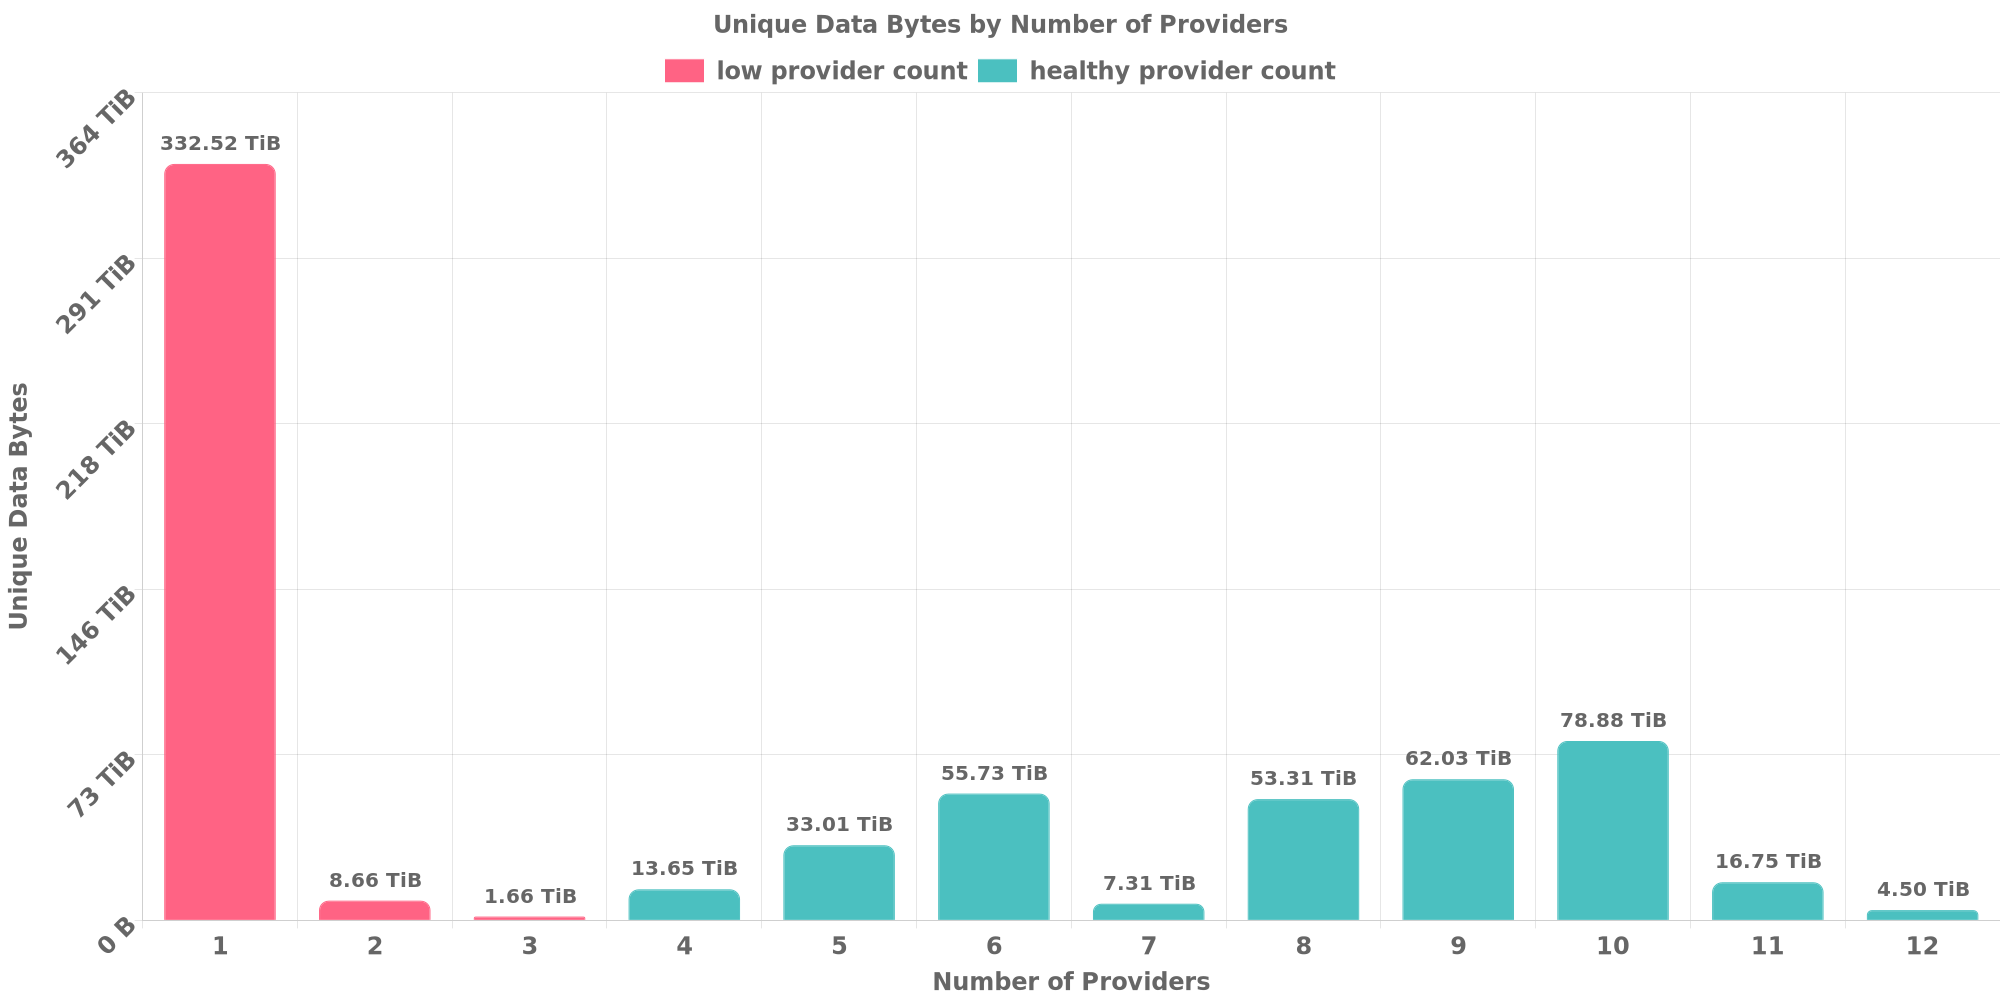 Unique Data Bytes by Number of Providers
low provider count healthy provider count
364 TiB
291 TiB
218 TiB
146 TiB
73 TiB
0 B
Unique Data Bytes
332.52 TiB
8.66 TiB
1.66 TiB
13.65 TiB
33.01 TiB
55.73 TiB
7.31 TiB
53.31 TiB
62.03 TiB
78.88 TiB
16.75 TiB
4.50 TiB
1 2 3 4 5 6 7 8 9 10 11 12
Number of Providers